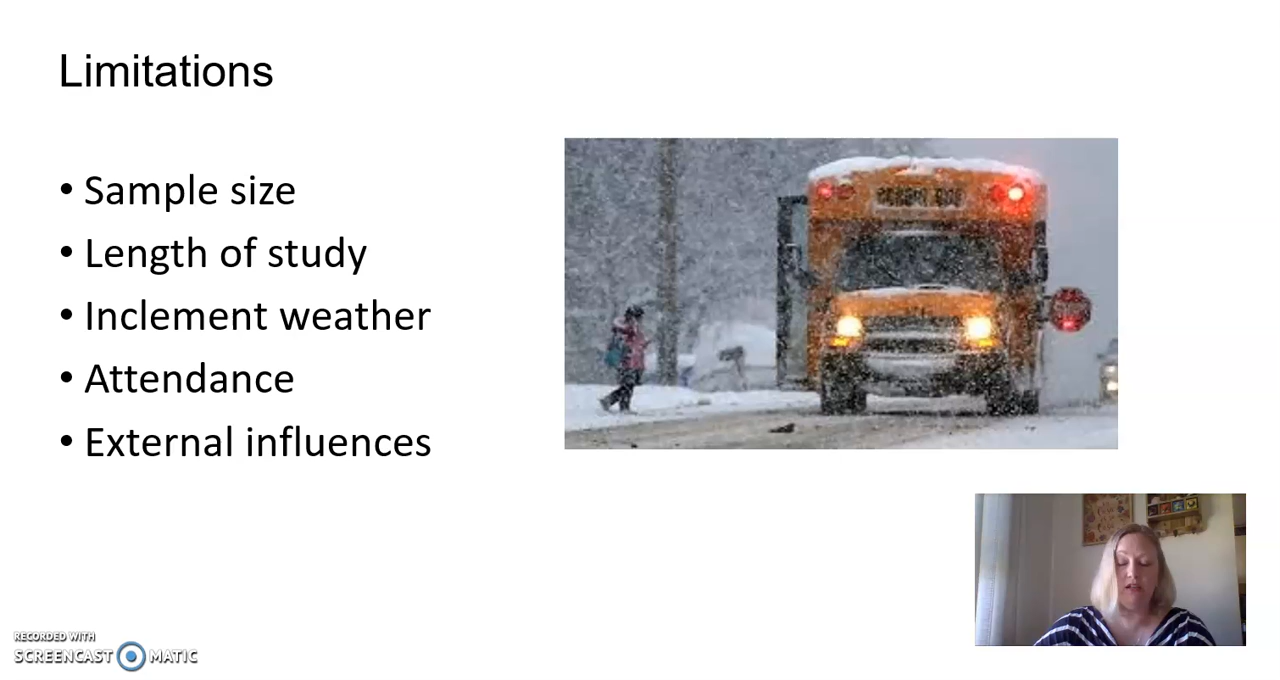 Limitations
• Sample size
• Length of study
• Inclement weather
• Attendance
• External influences
RECORDED WITH
SCREENCAST MATIC